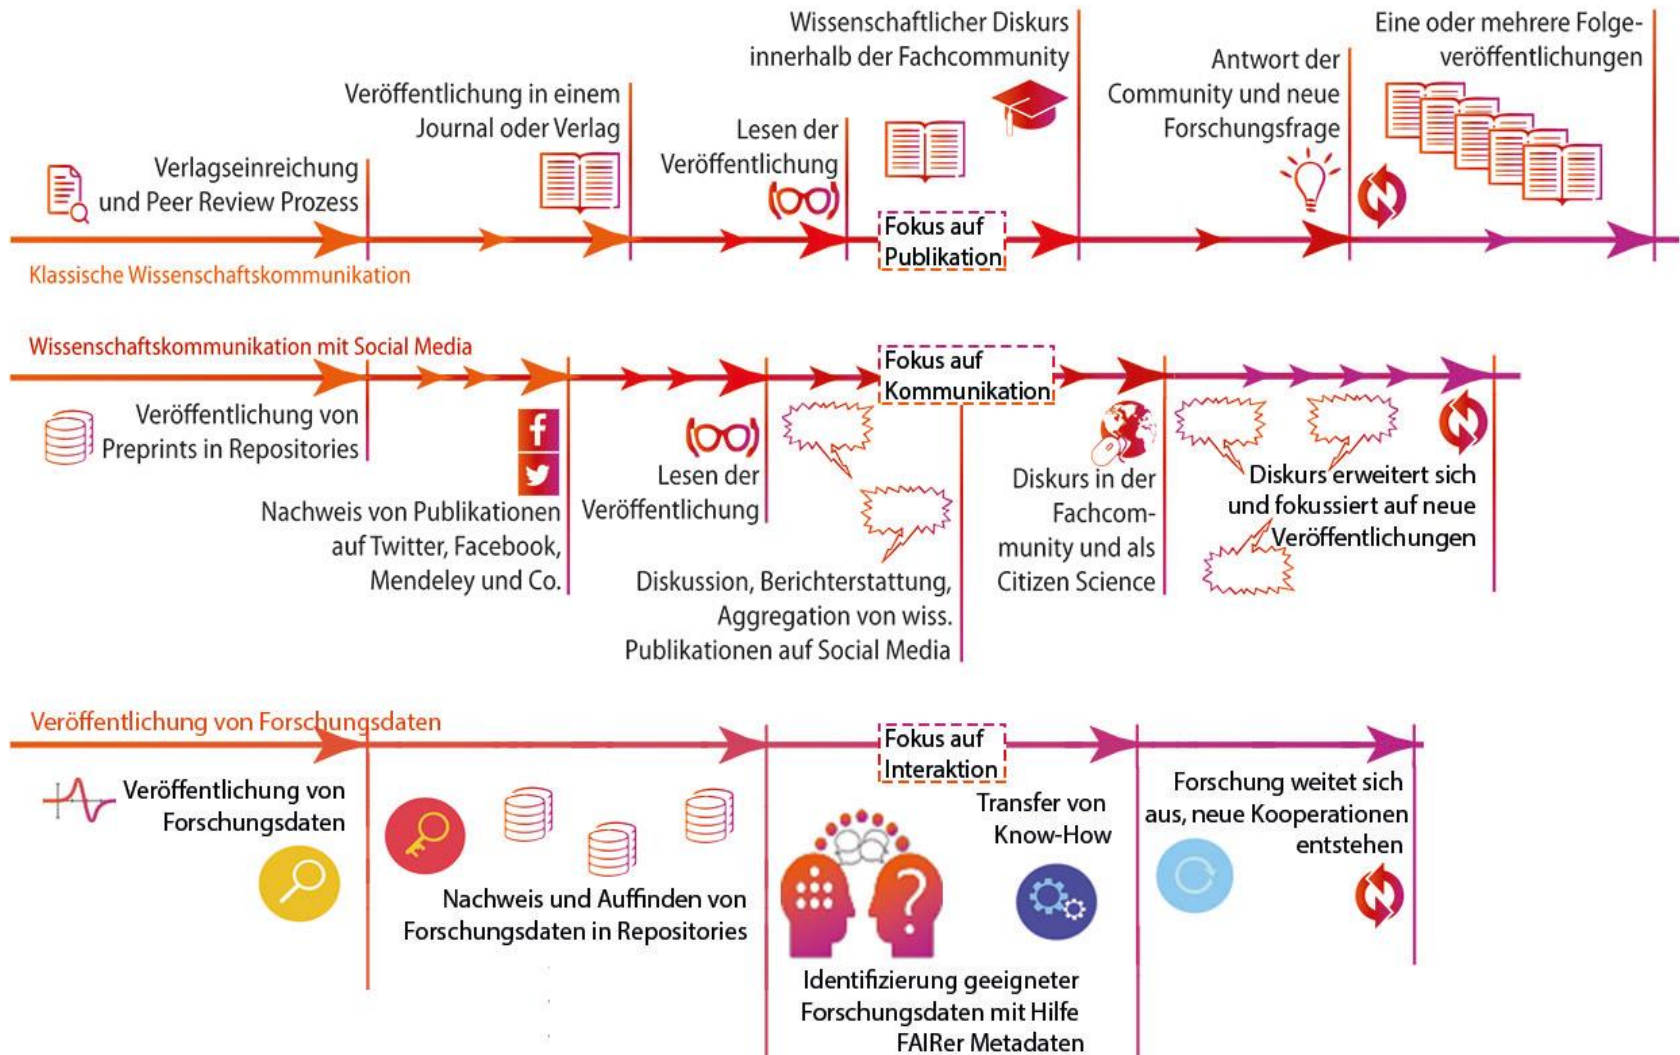 Verlagseinreichung
und Peer Review Prozess
Veröffentlichung in einem
Journal oder Verlag
Lesen der
Veröffentlichung
Wissenschaftlicher Diskurs
innerhalb der Fachcommunity
Fokus auf
Publikation
Antwort der
Community und neue
Forschungsfrage
Eine oder mehrere Folge-
veröffentlichungen
Klassische Wissenschaftskommunikation
Wissenschaftskommunikation mit Social Media
Veröffentlichung von
Preprints in Repositories
f
Nachweis von Publikationen
auf Twitter, Facebook,
Mendeley und Co.
Lesen der
Veröffentlichung
Fokus auf
Kommunikation
Diskussion, Berichterstattung,
Aggregation von wiss.
Publikationen auf Social Media
Diskurs in der
Fachcom-
munity und als
Citizen Science
Diskurs erweitert sich
und fokussiert auf neue
Veröffentlichungen
Veröffentlichung von Forschungsdaten
Veröffentlichung von
Forschungsdaten
Nachweis und Auffinden von
Forschungsdaten in Repositories
Fokus auf
Interaktion
?
Identifizierung geeigneter
Forschungsdaten mit Hilfe
FAIRer Metadaten
Transfer von
Know-How
Forschung weitet sich
aus, neue Kooperationen
entstehen